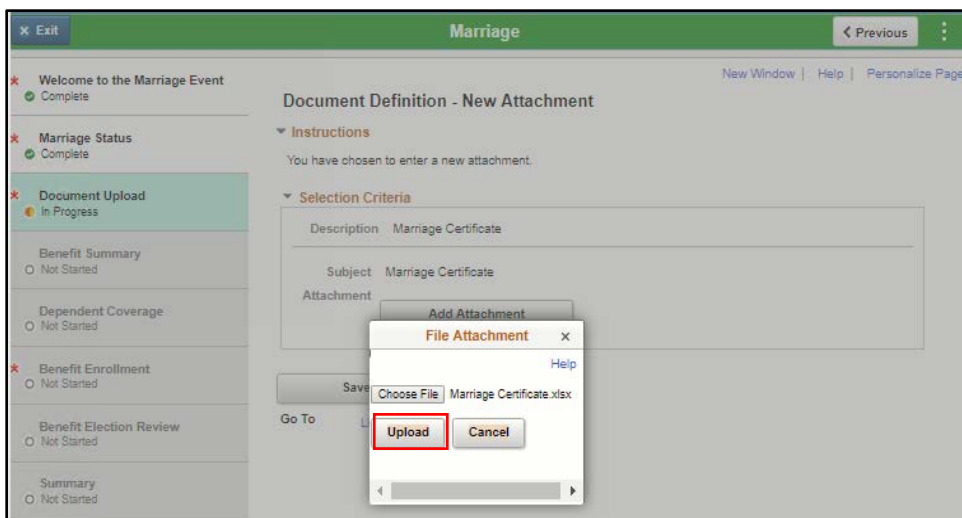 × Exit
Marriage
Previous
New Window | Help | Personalize Page
* Welcome to the Marriage Event
Complete
* Marriage Status
Complete
* Document Upload
In Progress
Benefit Summary
Not Started
Dependent Coverage
Not Started
* Benefit Enrollment
Not Started
Benefit Election Review
Not Started
Summary
Not Started
Document Definition - New Attachment
Instructions
You have chosen to enter a new attachment.
Selection Criteria
Description Marriage Certificate
Subject Marriage Certificate
Attachment
Add Attachment
Save
Go To
File Attachment ×
Help
Choose File Marriage Certificate.xlsx
Upload Cancel